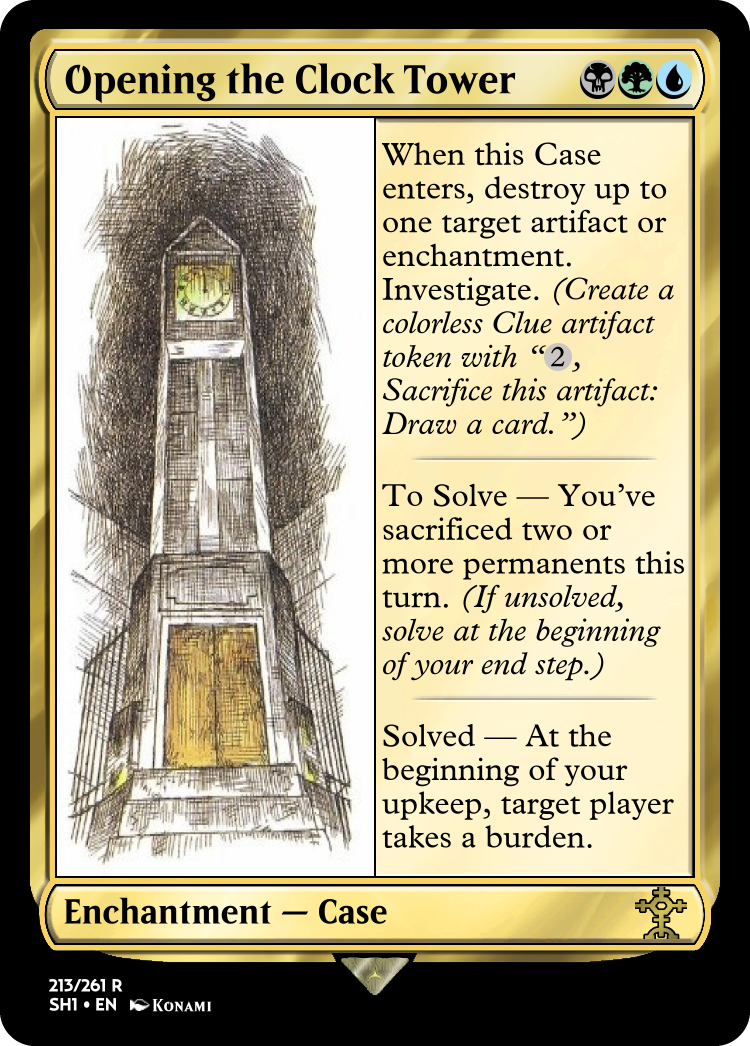 Opening the Clock Tower
When this Case
enters, destroy up to
one target artifact or
enchantment.
Investigate. (Create a
colorless Clue artifact
token with “2,
Sacrifice this artifact:
Draw a card.”)
To Solve — You’ve
sacrificed two or
more permanents this
turn. (If unsolved,
solve at the beginning
of your end step.)
Solved — At the
beginning of your
upkeep, target player
takes a burden.
Enchantment — Case
213/261 R
SH1 • EN KONAMI